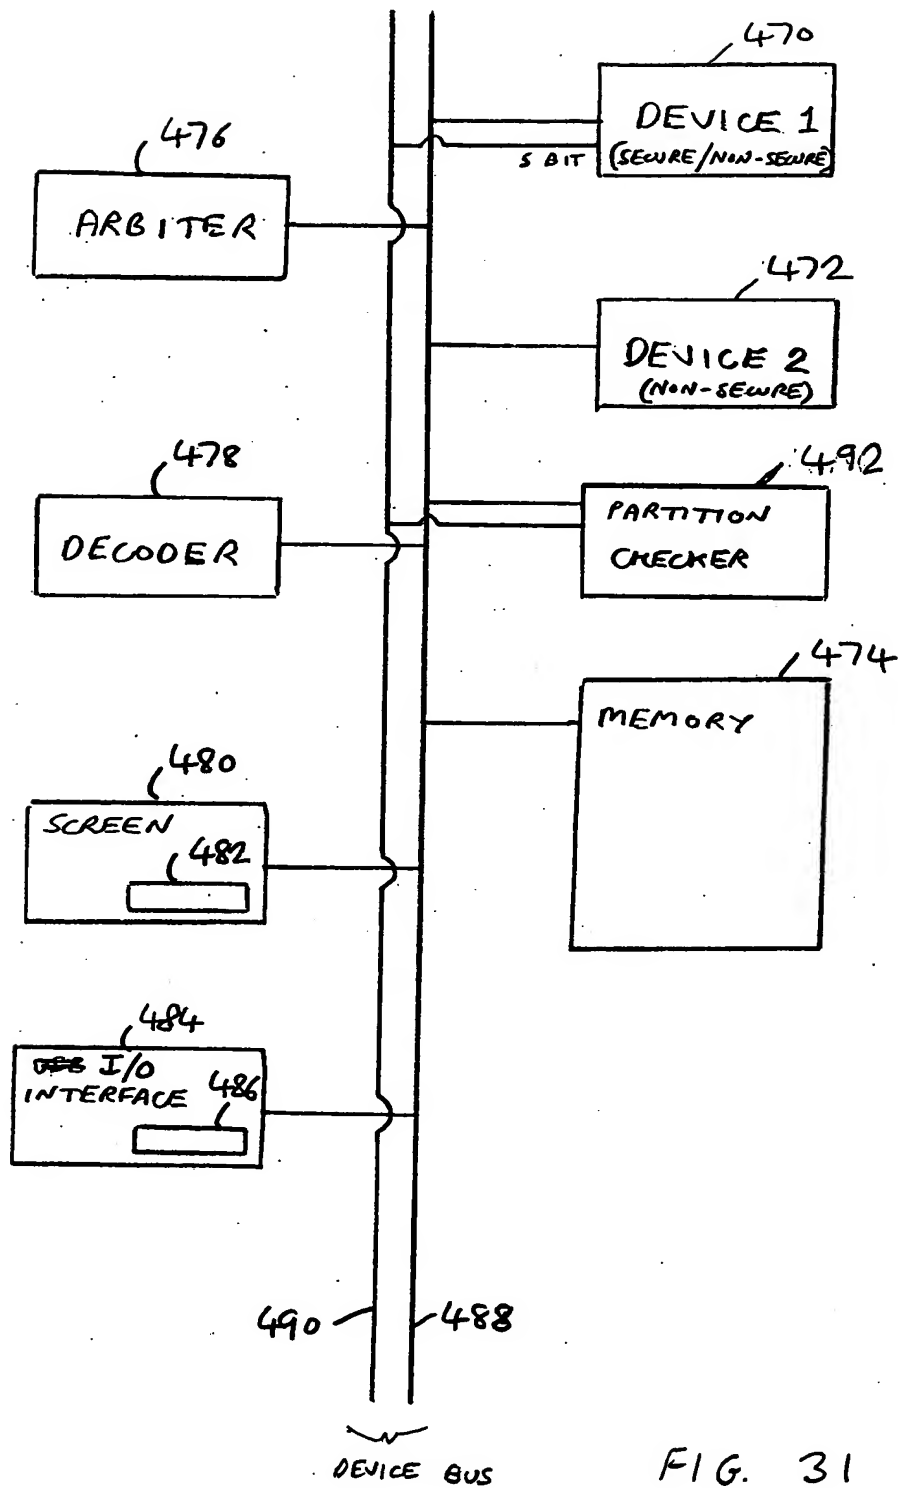 470
DEVICE 1
(SECURE/NON-SECURE)
S BIT
476
ARBITER
472
DEVICE 2
(NON-SECURE)
478
DECODER
492
PARTITION
CHECKER
474
MEMORY
480
SCREEN
482
484
I/O
INTERFACE
486
490
488
DEVICE BUS
FIG. 31